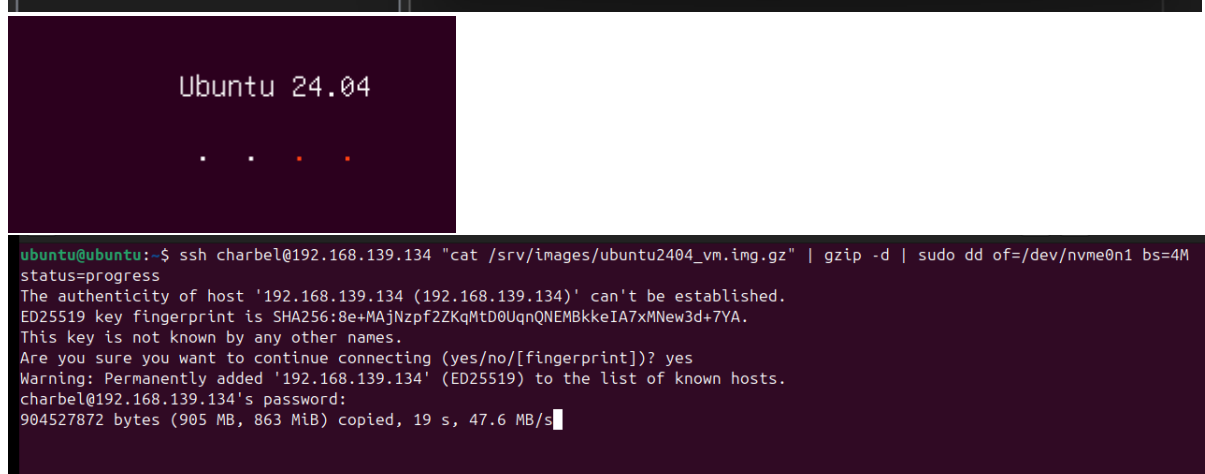 Ubuntu 24.04
ubuntu@ubuntu:~$ ssh charbel@192.168.139.134 "cat /srv/images/ubuntu2404_vm.img.gz" | gzip -d | sudo dd of=/dev/nvme0n1 bs=4M
status=progress
The authenticity of host '192.168.139.134 (192.168.139.134)' can't be established.
ED25519 key fingerprint is SHA256:8e+MAjNzpf2ZKqMtD0UqnQNEMBkkeIA7xMNew3d+7YA.
This key is not known by any other names.
Are you sure you want to continue connecting (yes/no/[fingerprint])? yes
Warning: Permanently added '192.168.139.134' (ED25519) to the list of known hosts.
charbel@192.168.139.134's password:
904527872 bytes (905 MB, 863 MiB) copied, 19 s, 47.6 MB/s